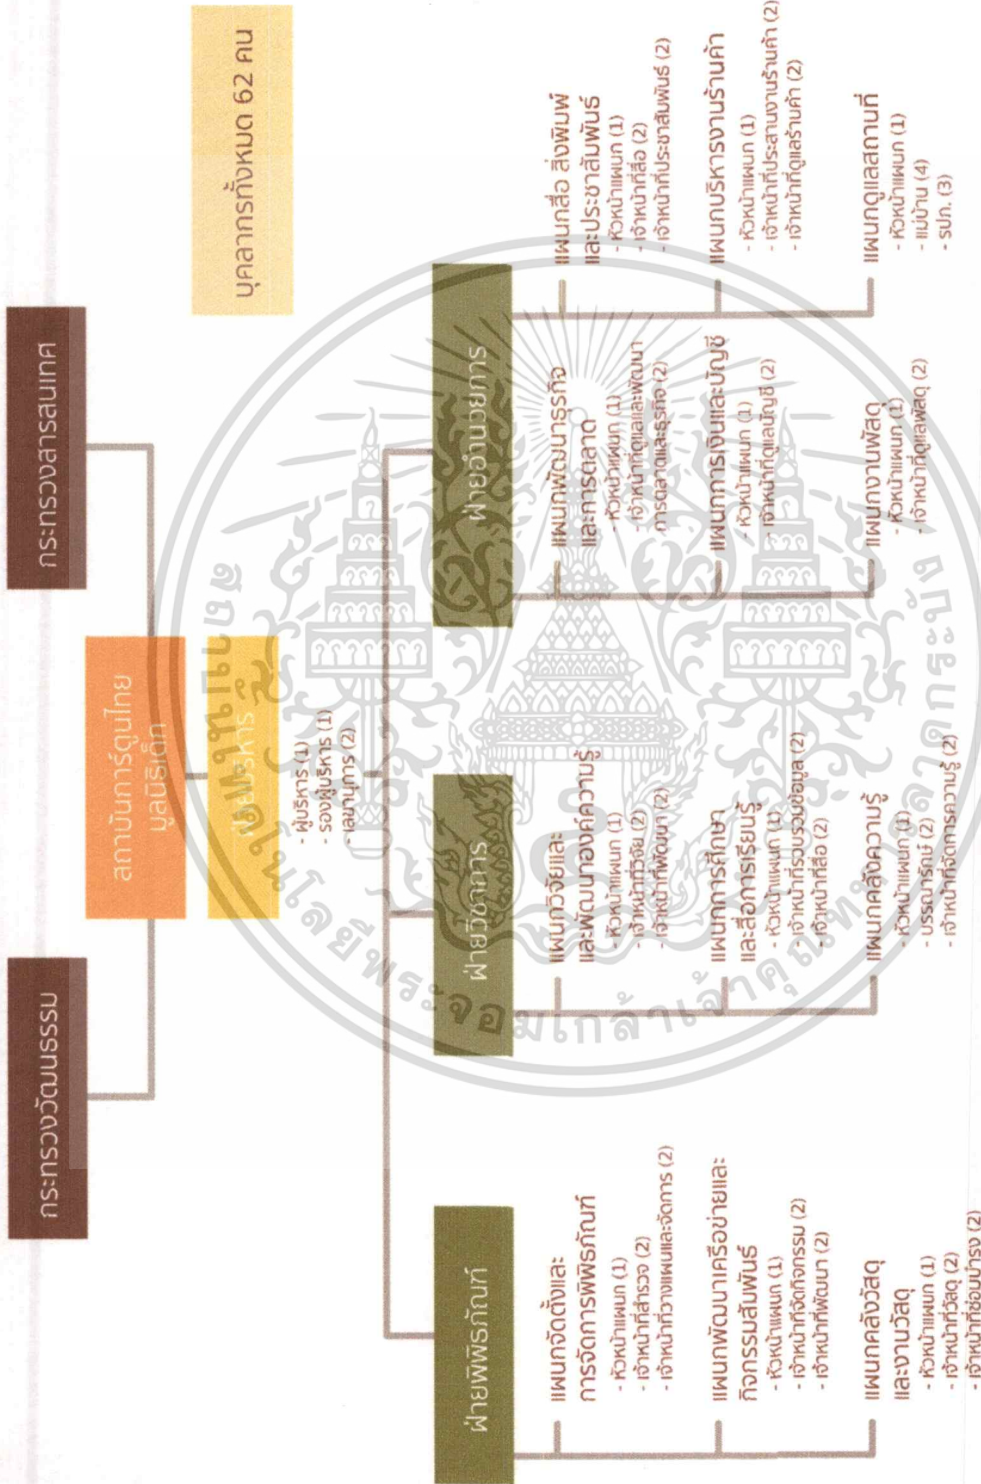 กระทรวงวัฒนธรรม
กระทรวงสารสนเทศ
บุคลากรทั้งหมด 62 คน
สถาบันการ์ตูนไทย
มูลนิธิเด็ก
ฝ่ายบริหาร
- ผู้บริหาร (1)
- รองผู้บริหาร (1)
- เลขานุการ (2)
ฝ่ายพิพิธภัณฑ์
แผนกจัดตั้งและ
การจัดการพิพิธภัณฑ์
- หัวหน้าแผนก (1)
- เจ้าหน้าที่สำรวจ (2)
- เจ้าหน้าที่วางแผนและจัดการ (2)
แผนกพัฒนาเครือข่ายและ
กิจกรรมสัมพันธ์
- หัวหน้าแผนก (1)
- เจ้าหน้าที่จัดกิจกรรม (2)
- เจ้าหน้าที่พัฒนา (2)
แผนกคลังวัสดุ
และงานวัสดุ
- หัวหน้าแผนก (1)
- เจ้าหน้าที่วัสดุ (2)
- เจ้าหน้าที่ซ่อมบำรุง (2)
ฝ่ายวิชาการ
แผนกวิจัยและ
และพัฒนาองค์ความรู้
- หัวหน้าแผนก (1)
- เจ้าหน้าที่วิจัย (2)
- เจ้าหน้าที่พัฒนา (2)
แผนกการศึกษา
และสื่อการเรียนรู้
- หัวหน้าแผนก (1)
- เจ้าหน้าที่รวบรวมข้อมูล (2)
- เจ้าหน้าที่สื่อ (2)
แผนกคลังความรู้
- หัวหน้าแผนก (1)
- บรรณารักษ์ (2)
- เจ้าหน้าที่จัดการความรู้ (2)
ฝ่ายอำนวยการ
แผนกพัฒนาธุรกิจ
และการตลาด
- หัวหน้าแผนก (1)
- เจ้าหน้าที่ดูแลและพัฒนา
การตลาดและธุรกิจ (2)
แผนกการเงินและบัญชี
- หัวหน้าแผนก (1)
- เจ้าหน้าที่ดูแลบัญชี (2)
แผนกงานพัสดุ
- หัวหน้าแผนก (1)
- เจ้าหน้าที่ดูแลพัสดุ (2)
แผนกสื่อ สิ่งพิมพ์
และประชาสัมพันธ์
- หัวหน้าแผนก (1)
- เจ้าหน้าที่สื่อ (2)
- เจ้าหน้าที่ประชาสัมพันธ์ (2)
แผนกบริหารงานร้านค้า
- หัวหน้าแผนก (1)
- เจ้าหน้าที่ประสานงานร้านค้า (2)
- เจ้าหน้าที่ดูแลร้านค้า (2)
แผนกดูแลสถานที่
- หัวหน้าแผนก (1)
- แม่บ้าน (4)
- รปภ. (3)
สถาบันเทคโนโลยีพระจอมเกล้าเจ้าคุณทหารลาดกระบัง